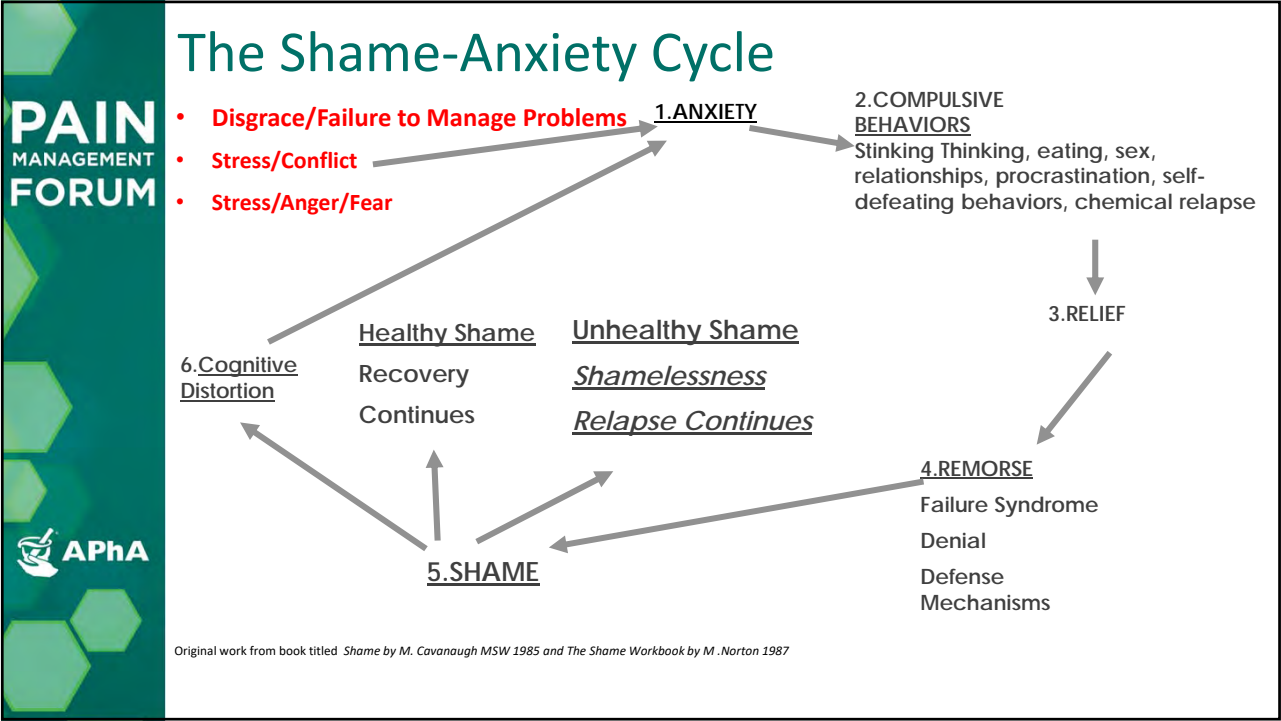 The Shame-Anxiety Cycle
PAIN
MANAGEMENT
FORUM
• Disgrace/Failure to Manage Problems
• Stress/Conflict
• Stress/Anger/Fear
1.ANXIETY
2.COMPULSIVE
BEHAVIORS
Stinking Thinking, eating, sex,
relationships, procrastination, self-
defeating behaviors, chemical relapse
3.RELIEF
4.REMORSE
Failure Syndrome
Denial
Defense
Mechanisms
5.SHAME
Healthy Shame
Recovery
Continues
Unhealthy Shame
Shamelessness
Relapse Continues
6.Cognitive
Distortion
APhA
Original work from book titled Shame by M. Cavanaugh MSW 1985 and The Shame Workbook by M .Norton 1987